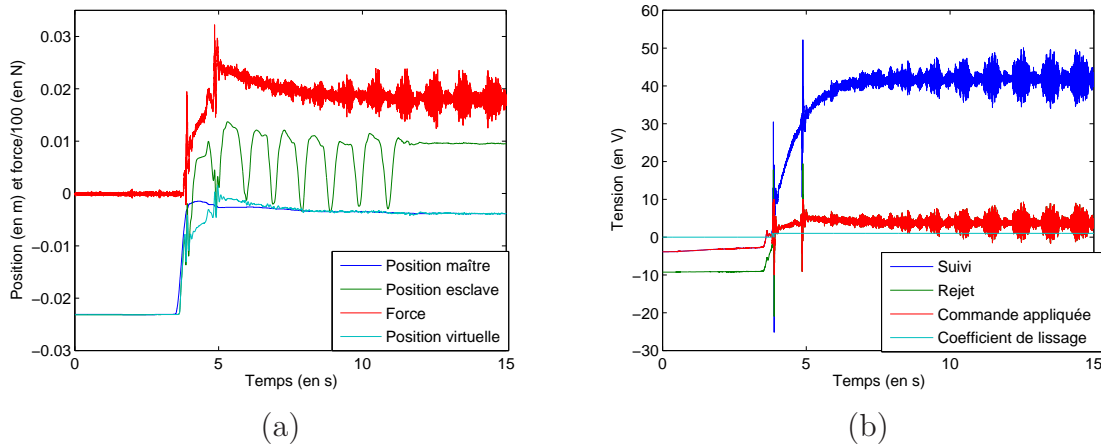 Position (en m) et force/100 (en N)
0.03
0.02
0.01
0
−0.01
−0.02
−0.03
0
5
10
15
Temps (en s)
Position maître
Position esclave
Force
Position virtuelle
(a)
Tension (en V)
60
50
40
30
20
10
0
−10
−20
−30
0
5
10
15
Temps (en s)
Suivi
Rejet
Commande appliquée
Coefficient de lissage
(b)